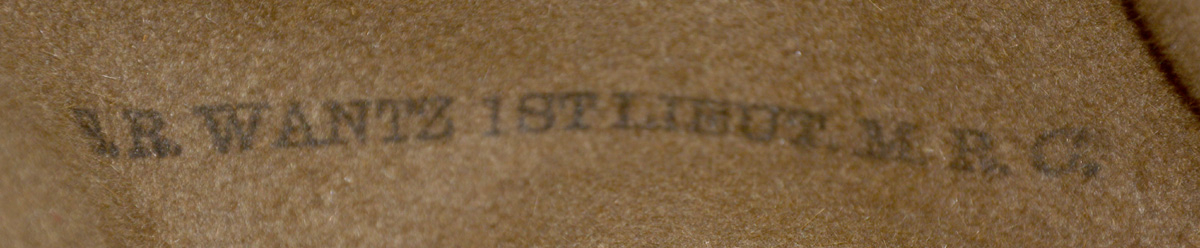 R. WANTZ 1ST LIEUT. M. R. C.